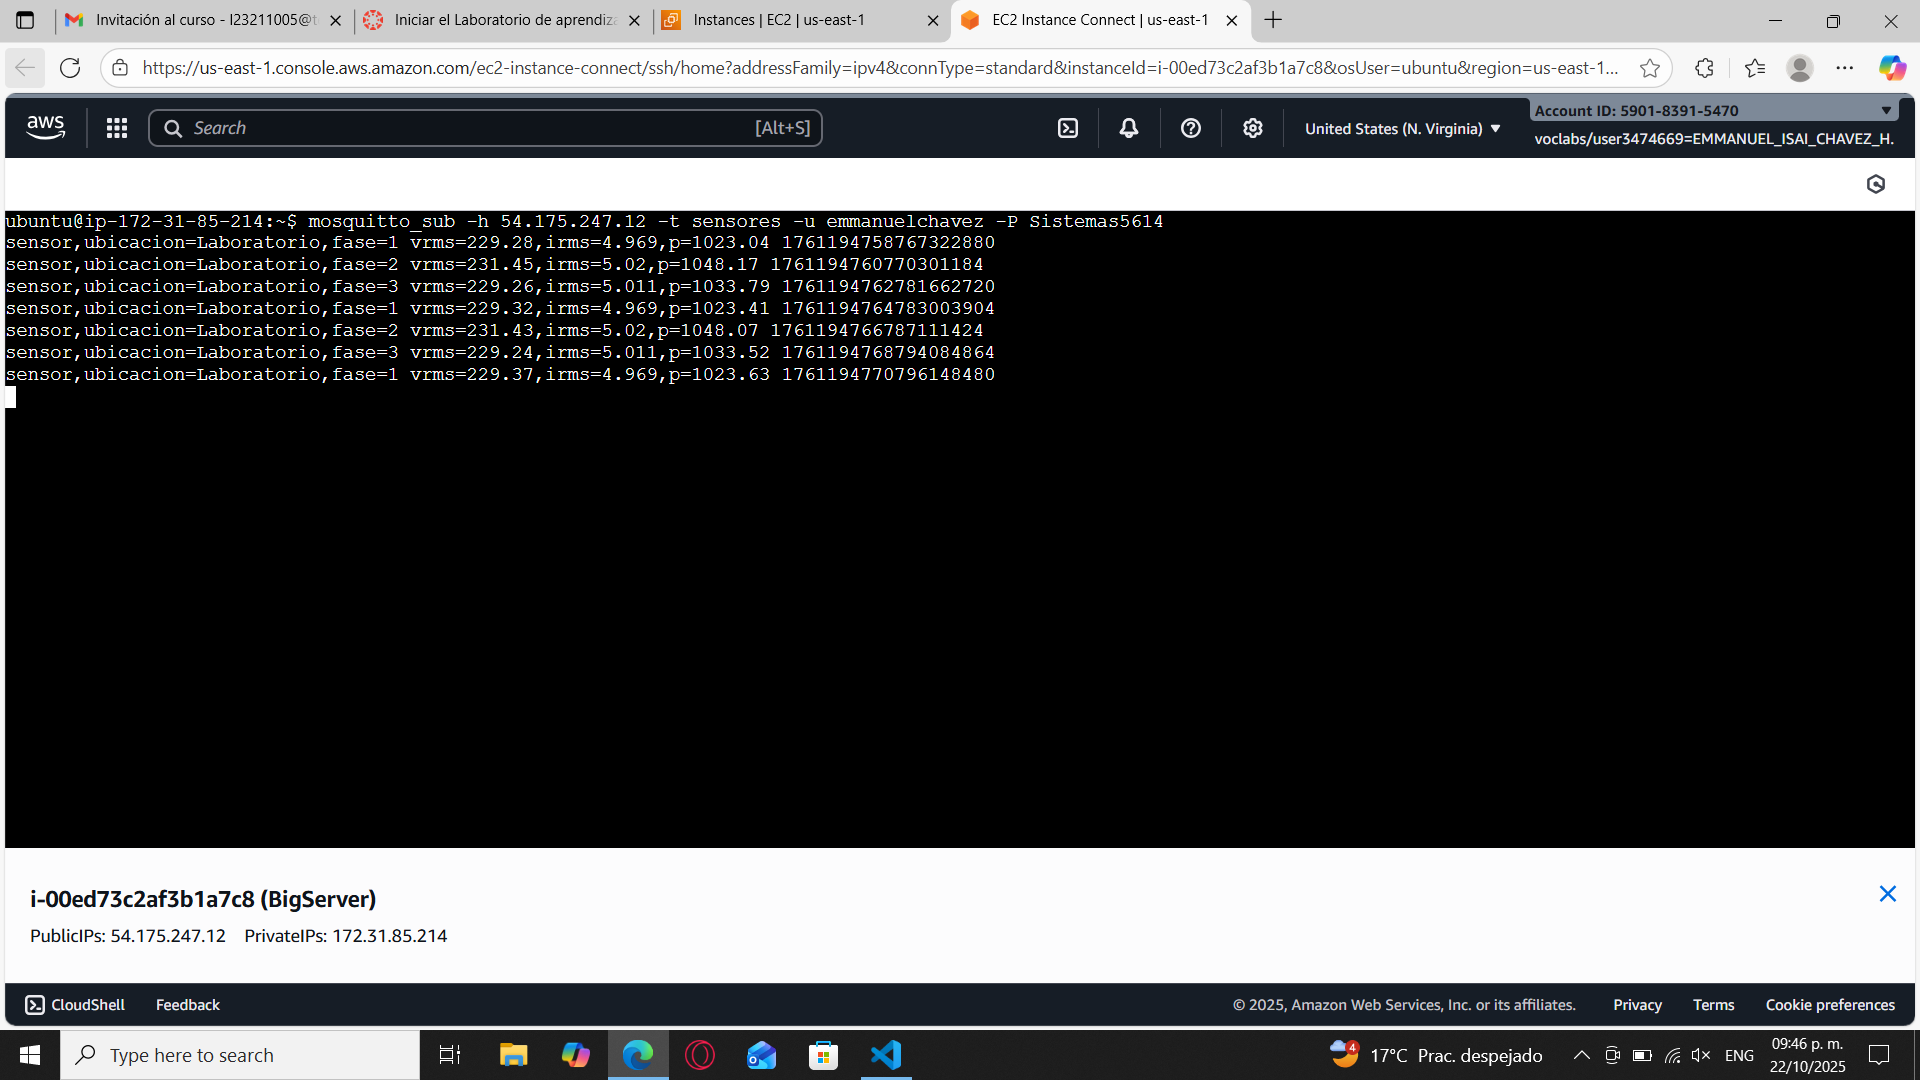 Invitación al curso - l23211005@t
Iniciar el Laboratorio de aprendiza
Instances | EC2 | us-east-1
EC2 Instance Connect | us-east-1
https://us-east-1.console.aws.amazon.com/ec2-instance-connect/ssh/home?addressFamily=ipv4&connType=standard&instanceId=i-00ed73c2af3b1a7c8&osUser=ubuntu&region=us-east-1...
aws
Search
[Alt+S]
United States (N. Virginia)
Account ID: 5901-8391-5470
voclabs/user3474669=EMMANUEL_ISAI_CHAVEZ_H.
ubuntu@ip-172-31-85-214:~$ mosquitto_sub -h 54.175.247.12 -t sensores -u emmanuelchavez -P Sistemas5614
sensor,ubicacion=Laboratorio,fase=1 vrms=229.28,irms=4.969,p=1023.04 1761194758767322880
sensor,ubicacion=Laboratorio,fase=2 vrms=231.45,irms=5.02,p=1048.17 1761194760770301184
sensor,ubicacion=Laboratorio,fase=3 vrms=229.26,irms=5.011,p=1033.79 1761194762781662720
sensor,ubicacion=Laboratorio,fase=1 vrms=229.32,irms=4.969,p=1023.41 1761194764783003904
sensor,ubicacion=Laboratorio,fase=2 vrms=231.43,irms=5.02,p=1048.07 1761194766787111424
sensor,ubicacion=Laboratorio,fase=3 vrms=229.24,irms=5.011,p=1033.52 1761194768794084864
sensor,ubicacion=Laboratorio,fase=1 vrms=229.37,irms=4.969,p=1023.63 1761194770796148480
i-00ed73c2af3b1a7c8 (BigServer)
PublicIPs: 54.175.247.12 PrivateIPs: 172.31.85.214
CloudShell
Feedback
© 2025, Amazon Web Services, Inc. or its affiliates.
Privacy
Terms
Cookie preferences
Type here to search
4
17°C Prac. despejado
ENG
09:46 p. m.
22/10/2025